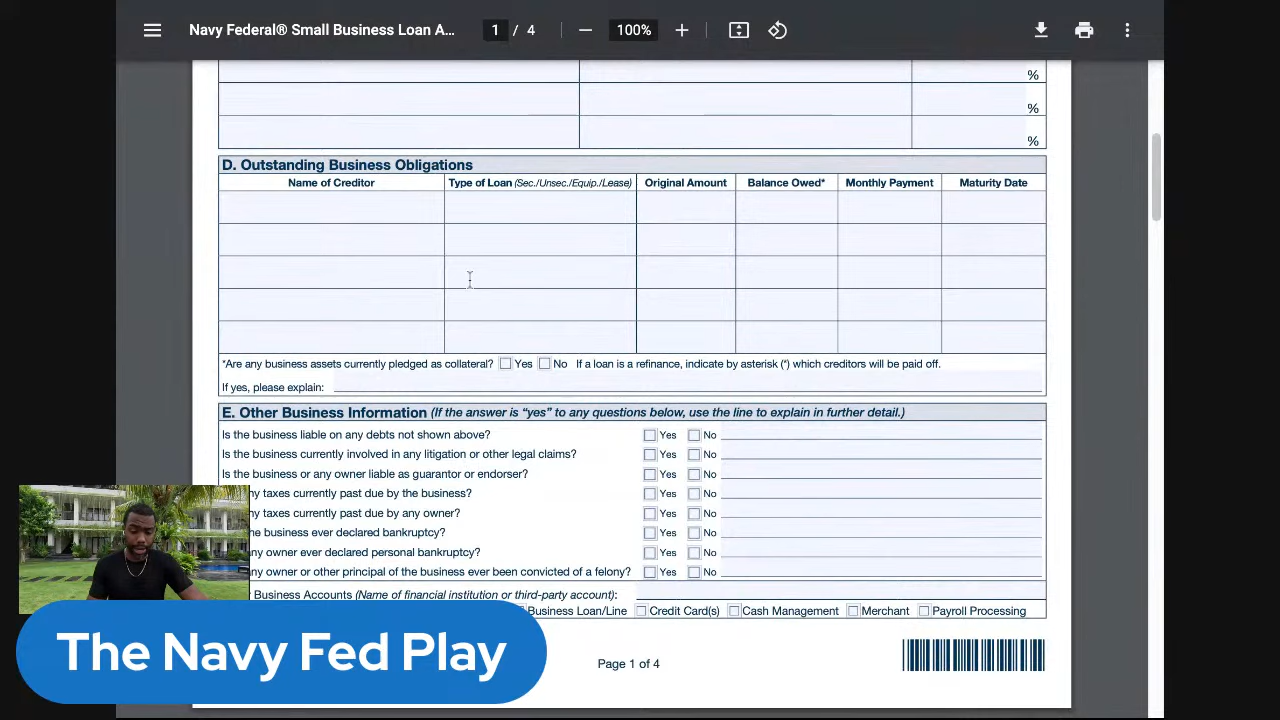 Navy Federal® Small Business Loan A...
1 / 4
100%
%
%
%
D. Outstanding Business Obligations
Name of Creditor Type of Loan (Sec./Unsec./Equip./Lease) Original Amount Balance Owed* Monthly Payment Maturity Date
*Are any business assets currently pledged as collateral? Yes No If a loan is a refinance, indicate by asterisk (*) which creditors will be paid off.
If yes, please explain:
E. Other Business Information (If the answer is “yes” to any questions below, use the line to explain in further detail.)
Is the business liable on any debts not shown above? Yes No
Is the business currently involved in any litigation or other legal claims? Yes No
Is the business or any owner liable as guarantor or endorser? Yes No
ny taxes currently past due by the business? Yes No
ny taxes currently past due by any owner? Yes No
he business ever declared bankruptcy? Yes No
ny owner ever declared personal bankruptcy? Yes No
ny owner or other principal of the business ever been convicted of a felony? Yes No
Business Accounts (Name of financial institution or third-party account):
Business Loan/Line Credit Card(s) Cash Management Merchant Payroll Processing
The Navy Fed Play
Page 1 of 4